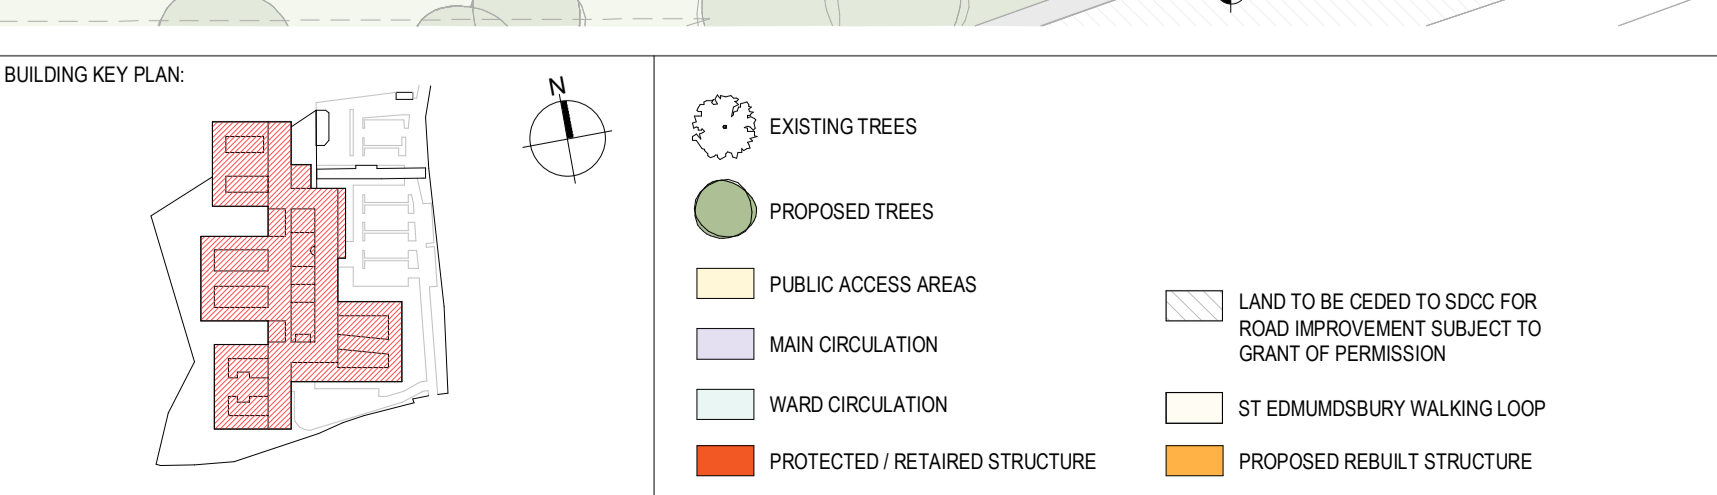 BUILDING KEY PLAN:
N
EXISTING TREES
PROPOSED TREES
PUBLIC ACCESS AREAS
MAIN CIRCULATION
WARD CIRCULATION
PROTECTED / RETAIRED STRUCTURE
LAND TO BE CEDED TO SDCC FOR
ROAD IMPROVEMENT SUBJECT TO
GRANT OF PERMISSION
ST EDMUMDSBURY WALKING LOOP
PROPOSED REBUILT STRUCTURE